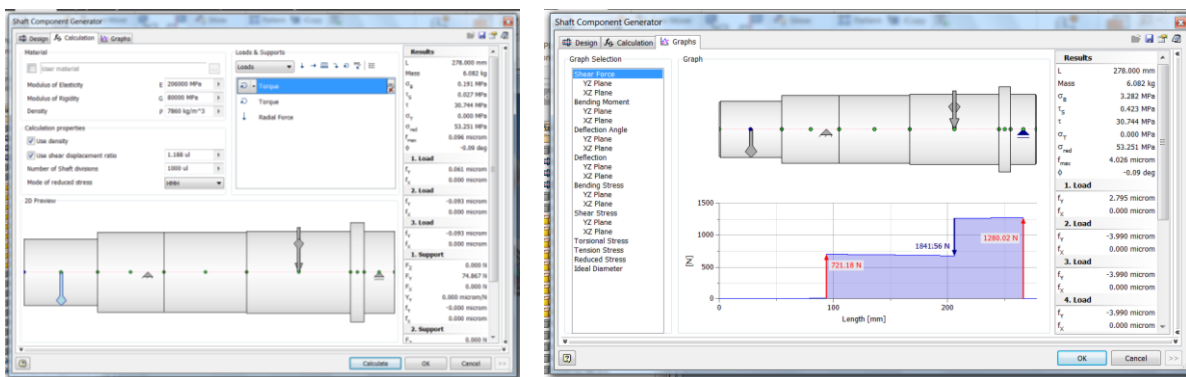 Shaft Component Generator
Design Calculation Graphs
Material
User material
Modulus of Elasticity E 206000 MPa
Modulus of Rigidity G 80000 MPa
Density ρ 7860 kg/m^3
Calculation properties
Use density
Use shear displacement ratio 1.188 ul
Number of Shaft divisions 1000 ul
Mode of reduced stress HMH
2D Preview
Loads & Supports
Loads
Torque
Torque
Radial Force
Results
L 278.000 mm
Mass 6.082 kg
σB 0.191 MPa
τS 0.027 MPa
τ 30.744 MPa
σT 0.000 MPa
σred 53.251 MPa
fmax 0.096 microm
φ -0.09 deg
1. Load
fY 0.061 microm
fX 0.000 microm
2. Load
fY -0.093 microm
fX 0.000 microm
3. Load
fY -0.093 microm
fX 0.000 microm
1. Support
0.000 N
74.867 N
0.000 N
0.000 microm/N
-0.000 microm
0.000 microm
2. Support
0.000 N
Calculate OK Cancel >>
Shaft Component Generator
Design Calculation Graphs
Graph Selection
Shear Force
YZ Plane
XZ Plane
Bending Moment
YZ Plane
XZ Plane
Deflection Angle
YZ Plane
XZ Plane
Deflection
YZ Plane
XZ Plane
Bending Stress
YZ Plane
XZ Plane
Shear Stress
YZ Plane
XZ Plane
Torsional Stress
Tension Stress
Reduced Stress
Ideal Diameter
Graph
1500
1000
500
0
[N]
721.18 N
1841.56 N
1280.02 N
0 100 200
Length [mm]
Results
L 278.000 mm
Mass 6.082 kg
σB 3.282 MPa
τS 0.423 MPa
τ 30.744 MPa
σT 0.000 MPa
σred 53.251 MPa
fmax 4.026 microm
φ -0.09 deg
1. Load
fY 2.795 microm
fX 0.000 microm
2. Load
fY -3.990 microm
fX 0.000 microm
3. Load
fY -3.990 microm
fX 0.000 microm
4. Load
fY -3.990 microm
fX 0.000 microm
OK Cancel >>